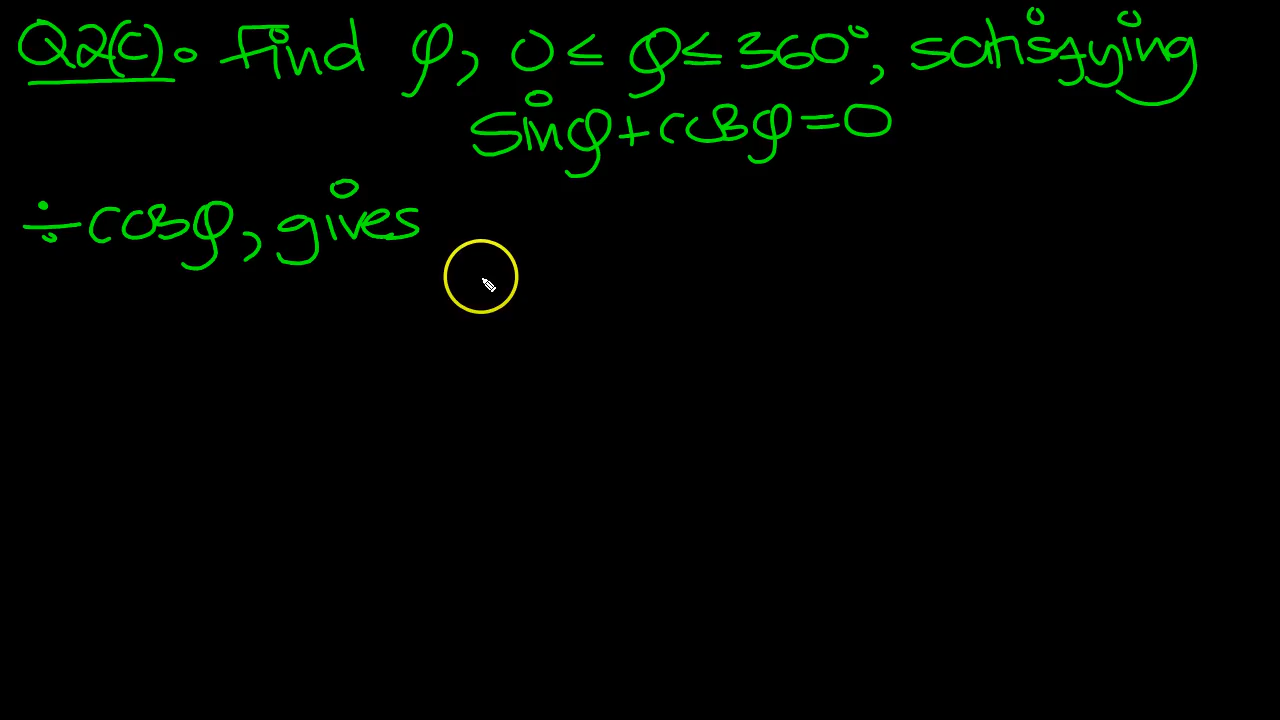 Q2(c). Find φ, 0 ≤ φ ≤ 360°, satisfying
sinφ + cosφ = 0
÷ cosφ, gives